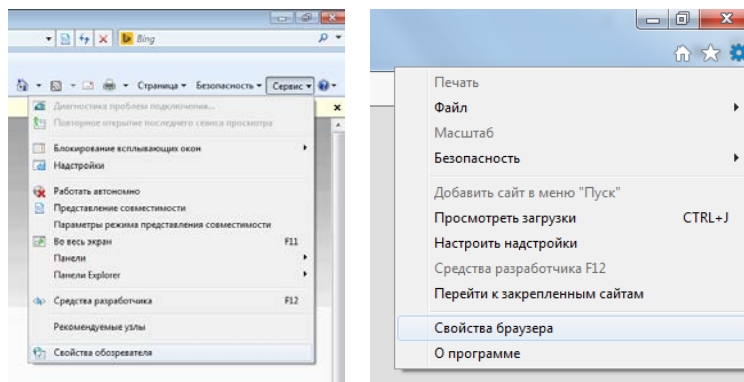 Bing
Страница Безопасность Сервис
Диагностика проблем подключения...
Повторное открытие последнего сеанса просмотра
Блокирование всплывающих окон
Надстройки
Работать автономно
Представление совместимости
Параметры режима представления совместимости
Во весь экран F11
Панели
Панели Explorer
Средства разработчика F12
Рекомендуемые узлы
Свойства обозревателя
Печать
Файл
Масштаб
Безопасность
Добавить сайт в меню "Пуск"
Просмотреть загрузки CTRL+J
Настроить надстройки
Средства разработчика F12
Перейти к закрепленным сайтам
Свойства браузера
О программе